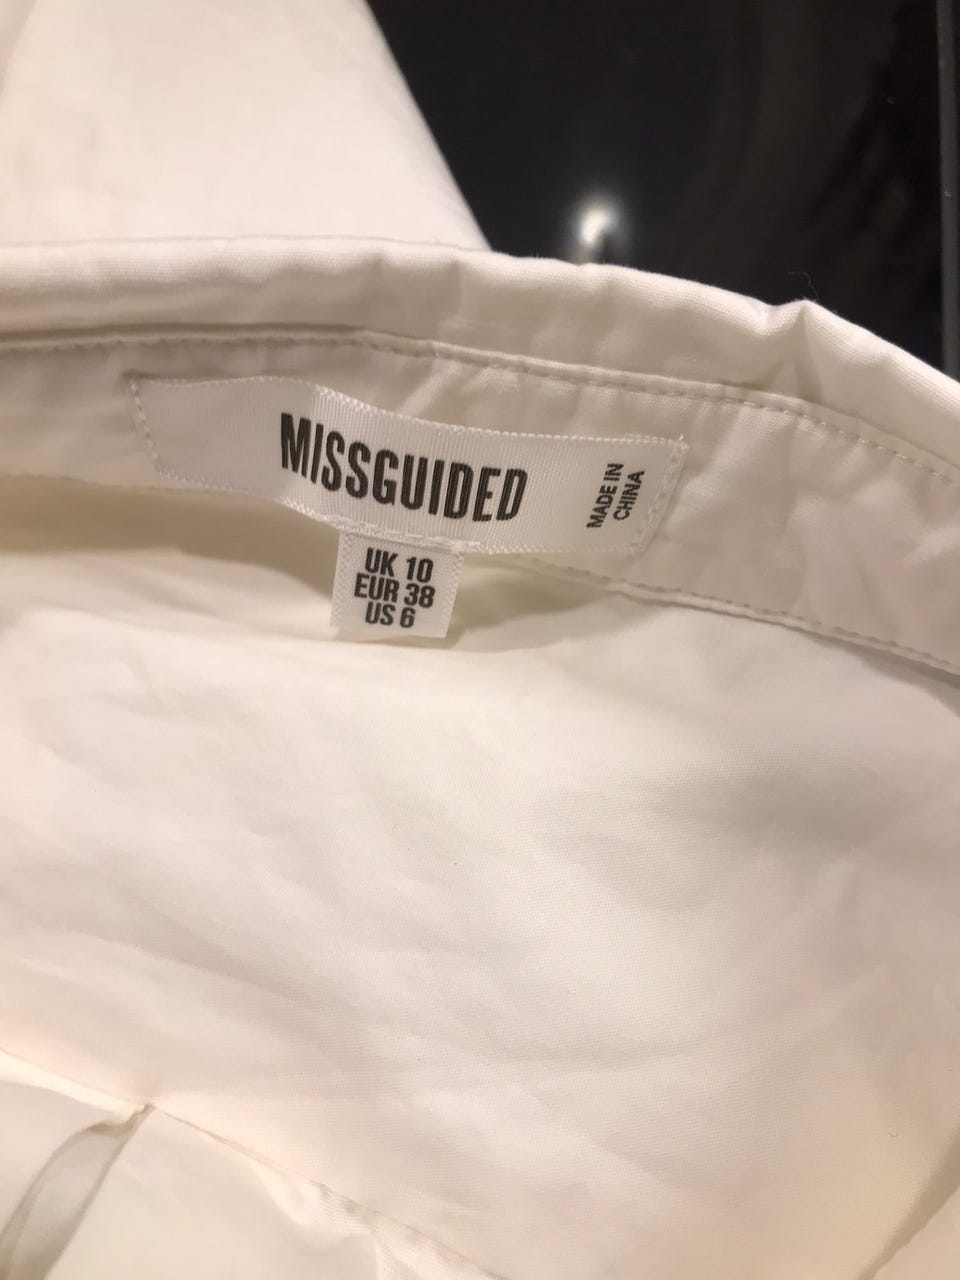 MISSGUIDED
MADE IN
CHINA
UK 10
EUR 38
US 6